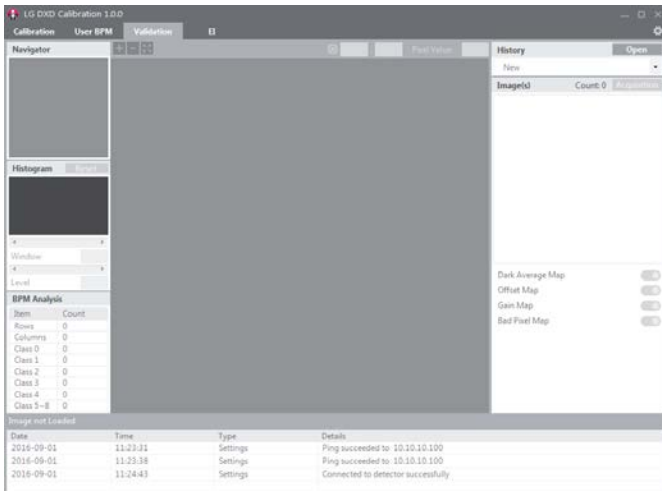 LG DXD Calibration 1.0.0
Calibration User BPM Validation EI
Navigator
Pixel Value
History Open
New
Image(s) Count: 0 Acquisition
Histogram Reset
Window
Level
BPM Analysis
Item Count
Rows 0
Columns 0
Class 0 0
Class 1 0
Class 2 0
Class 3 0
Class 4 0
Class 5~8 0
Dark Average Map
Offset Map
Gain Map
Bad Pixel Map
Image not Loaded
Date Time Type Details
2016-09-01 11:23:31 Settings Ping succeeded to 10.10.10.100
2016-09-01 11:23:38 Settings Ping succeeded to 10.10.10.100
2016-09-01 11:24:43 Settings Connected to detector successfully